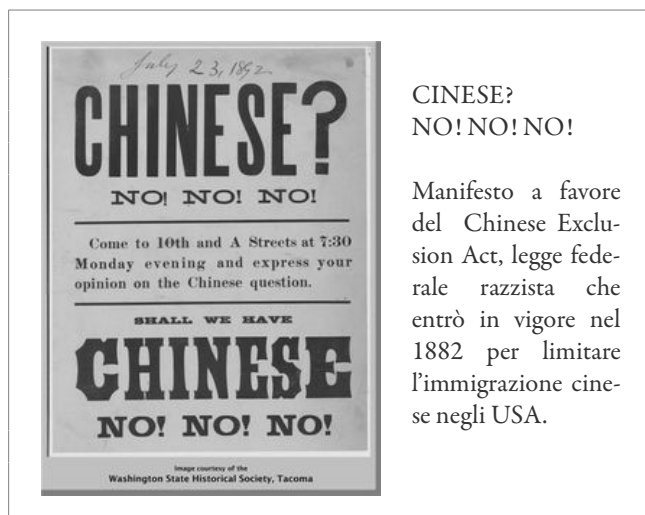 July 23, 1892
CHINESE?
NO! NO! NO!
Come to 10th and A Streets at 7:30
Monday evening and express your
opinion on the Chinese question.
SHALL WE HAVE
CHINESE
NO! NO! NO!
Image courtesy of the
Washington State Historical Society, Tacoma
CINESE?
NO! NO! NO!
Manifesto a favore
del Chinese Exclu-
sion Act, legge fede-
rale razzista che
entrò in vigore nel
1882 per limitare
l'immigrazione cine-
se negli USA.